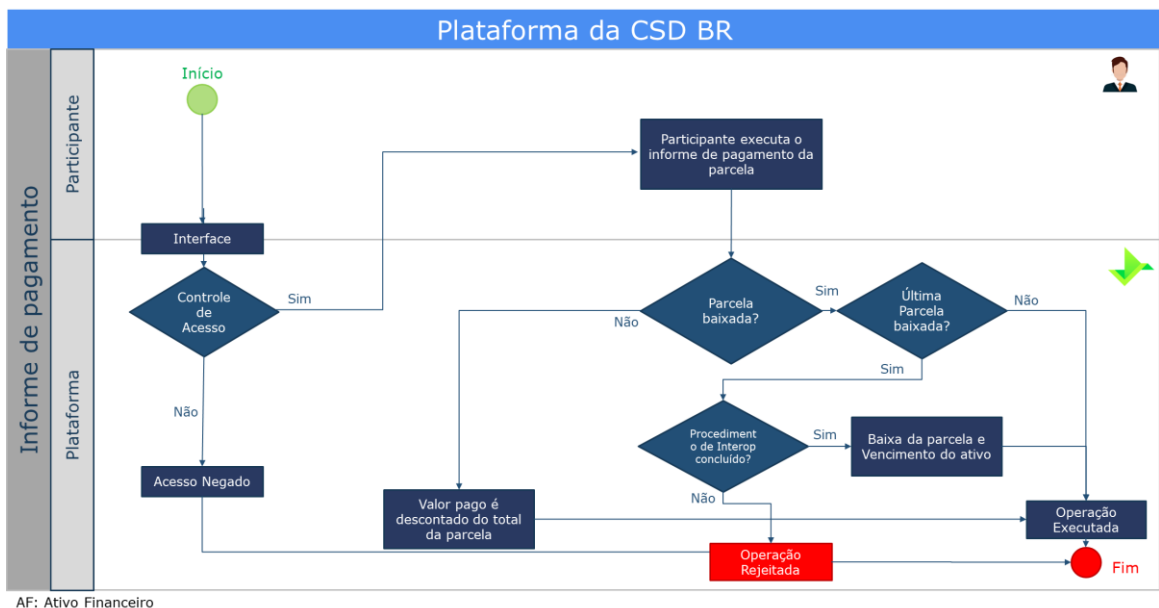 Plataforma da CSD BR
Informe de pagamento
Participante
Plataforma
Início
Participante executa o
informe de pagamento da
parcela
Interface
Controle
de
Acesso
Sim
Não
Parcela
baixada?
Sim
Não
Última
Parcela
baixada?
Não
Sim
Procediment
o de Interop
concluído?
Sim
Não
Baixa da parcela e
Vencimento do ativo
Acesso Negado
Valor pago é
descontado do total
da parcela
Operação
Executada
Operação
Rejeitada
Fim
AF: Ativo Financeiro